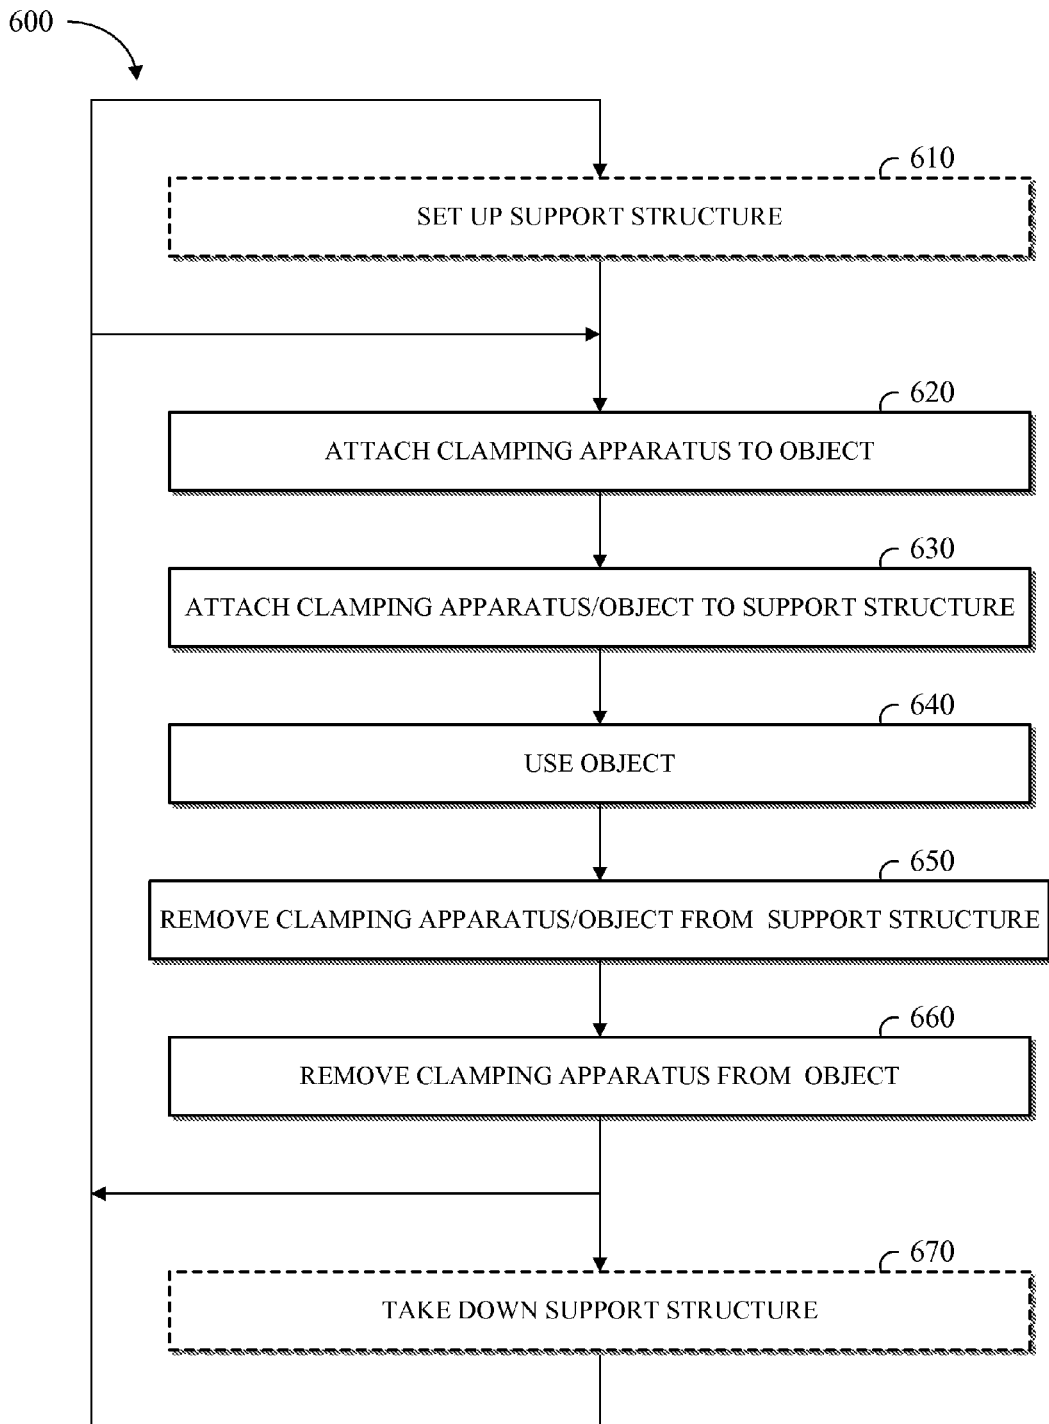 600
610
SET UP SUPPORT STRUCTURE
620
ATTACH CLAMPING APPARATUS TO OBJECT
630
ATTACH CLAMPING APPARATUS/OBJECT TO SUPPORT STRUCTURE
640
USE OBJECT
650
REMOVE CLAMPING APPARATUS/OBJECT FROM SUPPORT STRUCTURE
660
REMOVE CLAMPING APPARATUS FROM OBJECT
670
TAKE DOWN SUPPORT STRUCTURE